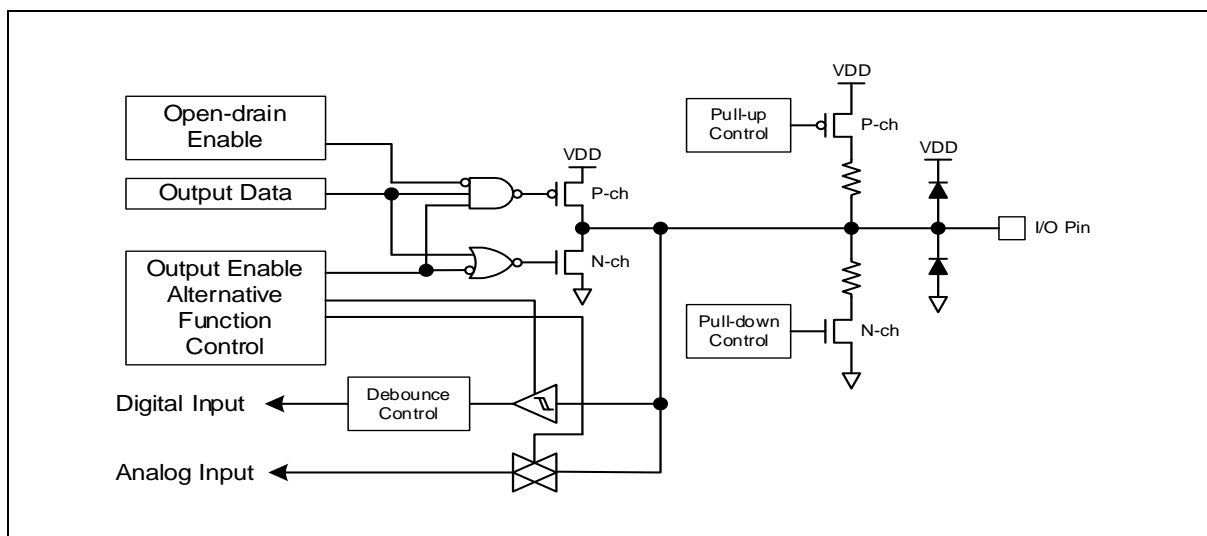 Open-drain
Enable
Output Data
Output Enable
Alternative
Function
Control
VDD
P-ch
N-ch
Pull-up
Control
VDD
P-ch
VDD
I/O Pin
Pull-down
Control
N-ch
Digital Input
Debounce
Control
Analog Input